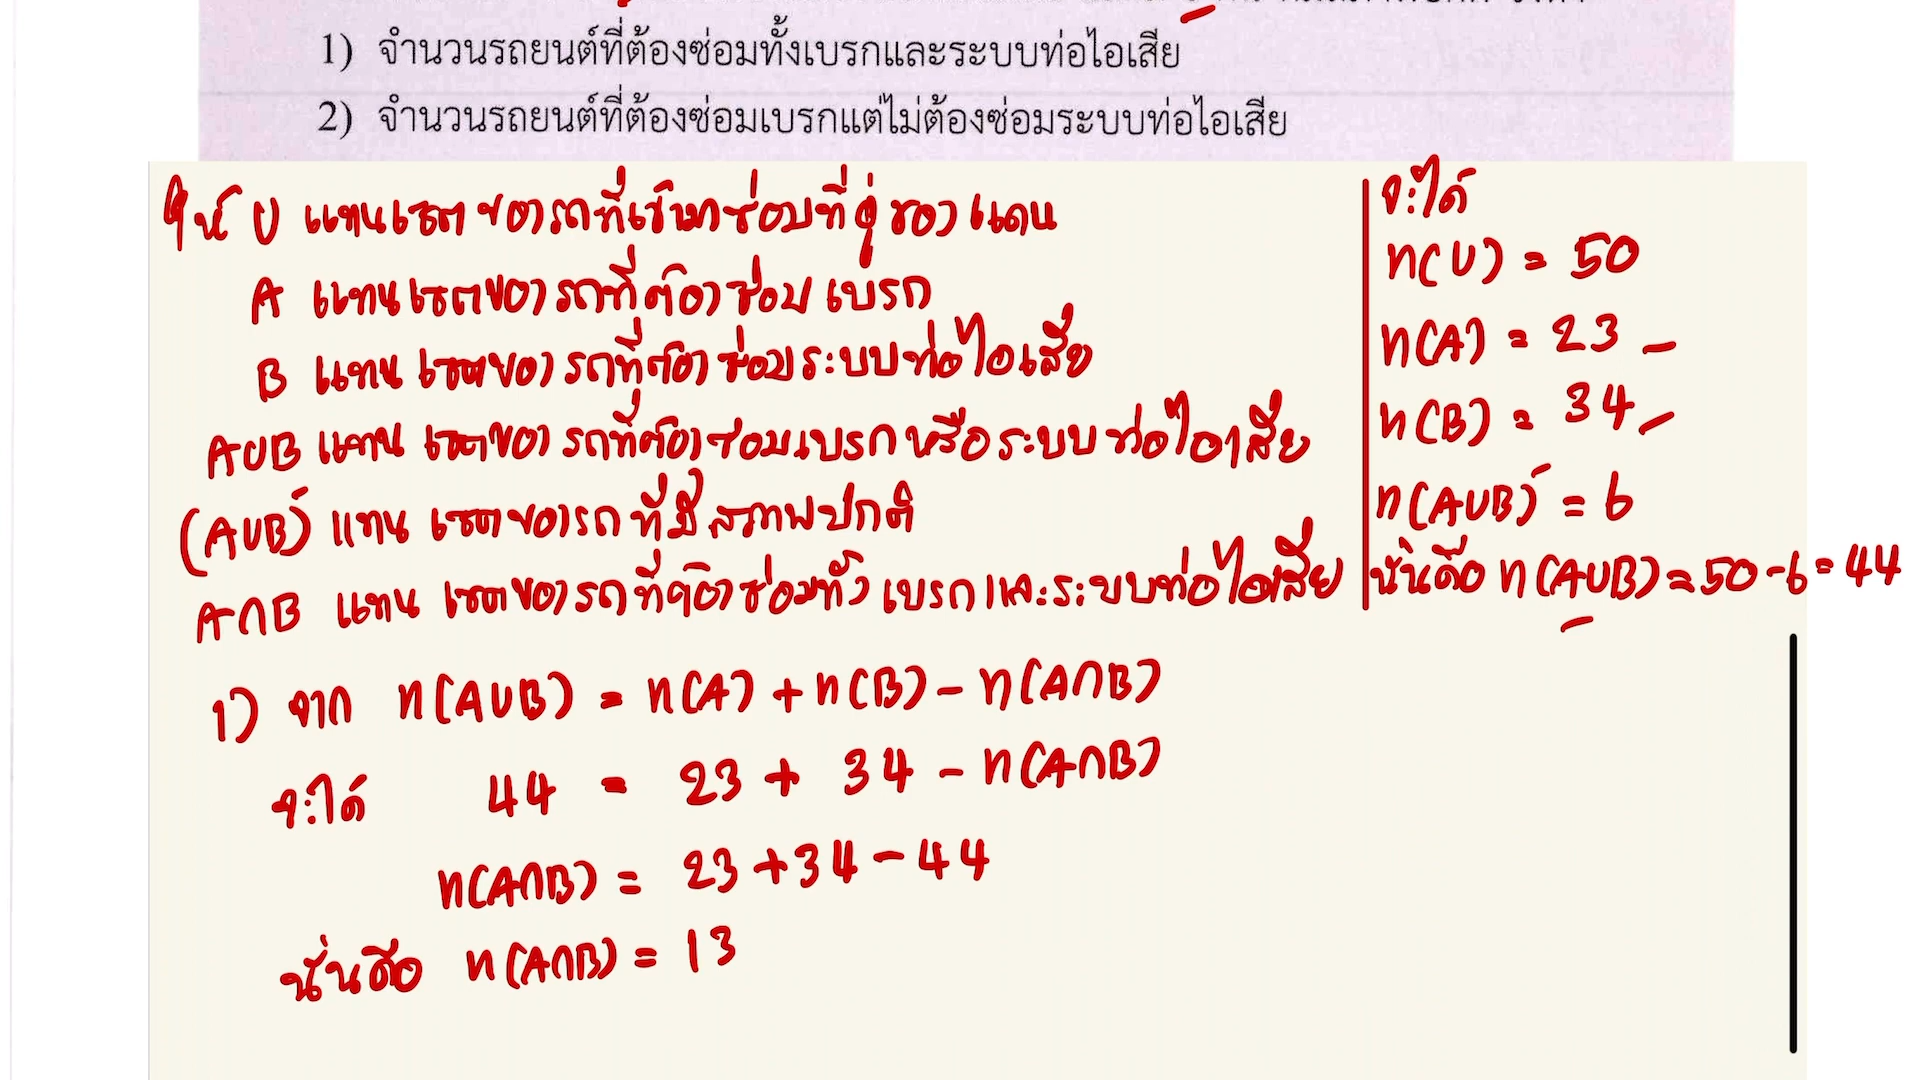 1) จำนวนรถยนต์ที่ต้องซ่อมทั้งเบรกและระบบท่อไอเสีย
2) จำนวนรถยนต์ที่ต้องซ่อมเบรกแต่ไม่ต้องซ่อมระบบท่อไอเสีย
ให้ U แทนเซตของรถที่เข้ามาซ่อมที่อู่ของแดน
A แทนเซตของรถที่ต้องซ่อมเบรก
B แทนเซตของรถที่ต้องซ่อมระบบท่อไอเสีย
A∪B แทนเซตของรถที่ต้องซ่อมเบรกหรือระบบท่อไอเสีย
(A∪B)′ แทนเซตของรถที่มีสภาพปกติ
A∩B แทนเซตของรถที่ต้องซ่อมทั้งเบรกและระบบท่อไอเสีย
จะได้
n(U) = 50
n(A) = 23
n(B) = 34
n(A∪B)′ = 6
นั่นคือ n(A∪B) = 50-6 = 44
1) จาก n(A∪B) = n(A) + n(B) - n(A∩B)
จะได้ 44 = 23 + 34 - n(A∩B)
n(A∩B) = 23 + 34 - 44
นั่นคือ n(A∩B) = 13